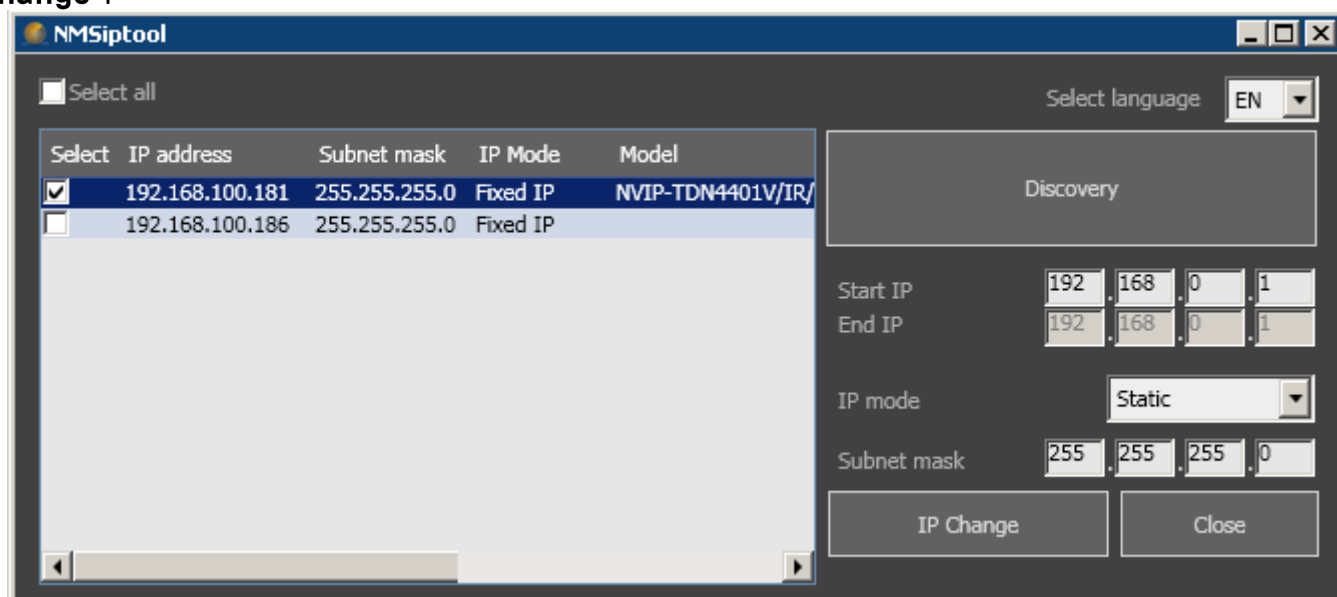 NMSiptool
Select all
Select language EN
Select IP address Subnet mask IP Mode Model
192.168.100.181 255.255.255.0 Fixed IP NVIP-TDN4401V/IR/
192.168.100.186 255.255.255.0 Fixed IP
Discovery
Start IP 192 . 168 . 0 . 1
End IP 192 . 168 . 0 . 1
IP mode Static
Subnet mask 255 . 255 . 255 . 0
IP Change Close